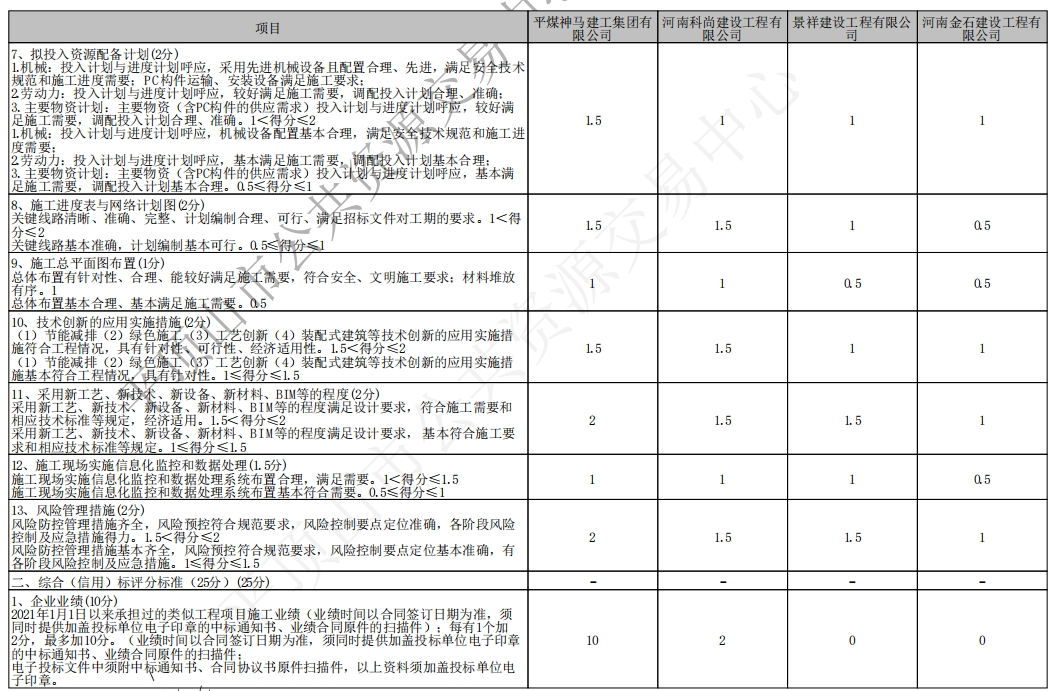 项目
平煤神马建工集团有
限公司
河南科尚建设工程有
限公司
景祥建设工程有限公
司
河南金石建设工程有
限公司
7、拟投入资源配备计划(2分)
1.机械：投入计划与进度计划呼应，采用先进机械设备且配置合理、先进，满足安全技术
规范和施工进度需要；PC构件运输、安装设备满足施工要求；
2.劳动力：投入计划与进度计划呼应，较好满足施工需要，调配投入计划合理、准确；
3.主要物资计划：主要物资（含PC构件的供应需求）投入计划与进度计划呼应，较好满
足施工需要，调配投入计划合理、准确。1＜得分≤2
1.机械：投入计划与进度计划呼应，机械设备配置基本合理，满足安全技术规范和施工进
度需要；
2.劳动力：投入计划与进度计划呼应，基本满足施工需要，调配投入计划基本合理；
3.主要物资计划：主要物资（含PC构件的供应需求）投入计划与进度计划呼应，基本满
足施工需要，调配投入计划基本合理。0.5≤得分≤1
1.5
1
1
1
8、施工进度表与网络计划图(2分)
关键线路清晰、准确、完整、计划编制合理、可行、满足招标文件对工期的要求。1＜得
分≤2
关键线路基本准确，计划编制基本可行。0.5≤得分≤1
1.5
1.5
1
0.5
9、施工总平面图布置(1分)
总体布置有针对性、合理、能较好满足施工需要，符合安全、文明施工要求；材料堆放
有序。1
总体布置基本合理、基本满足施工需要。0.5
1
1
0.5
0.5
10、技术创新的应用实施措施(2分)
（1）节能减排（2）绿色施工（3）工艺创新（4）装配式建筑等技术创新的应用实施措
施符合工程情况，具有针对性、可行性、经济适用性。1.5＜得分≤2
（1）节能减排（2）绿色施工（3）工艺创新（4）装配式建筑等技术创新的应用实施措
施基本符合工程情况，具有针对性。1≤得分≤1.5
1.5
1.5
1
1
11、采用新工艺、新技术、新设备、新材料、BIM等的程度(2分)
采用新工艺、新技术、新设备、新材料、BIM等的程度满足设计要求，符合施工需要和
相应技术标准等规定，经济适用。1.5＜得分≤2
采用新工艺、新技术、新设备、新材料、BIM等的程度满足设计要求，基本符合施工要
求和相应技术标准等规定。1≤得分≤1.5
2
1.5
1.5
1
12、施工现场实施信息化监控和数据处理(1.5分)
施工现场实施信息化监控和数据处理系统布置合理，满足需要。1＜得分≤1.5
施工现场实施信息化监控和数据处理系统布置基本符合需要。0.5≤得分≤1
1
1
1
0.5
13、风险管理措施(2分)
风险防控管理措施齐全，风险预控符合规范要求，风险控制要点定位准确，各阶段风险
控制及应急措施得力。1.5＜得分≤2
风险防控管理措施基本齐全，风险预控符合规范要求，风险控制要点定位基本准确，有
各阶段风险控制及应急措施。1≤得分≤1.5
2
1.5
1.5
1
二、综合（信用）标评分标准（25分）(25分)
-
-
-
-
1、企业业绩(10分)
2021年1月1日以来承担过的类似工程项目施工业绩（业绩时间以合同签订日期为准，须
同时提供加盖投标单位电子印章的中标通知书、业绩合同原件的扫描件）；每有1个加
2分，最多加10分。（业绩时间以合同签订日期为准，须同时提供加盖投标单位电子印章
的中标通知书、业绩合同原件的扫描件；
电子投标文件中须附中标通知书、合同协议书原件扫描件，以上资料须加盖投标单位电
子印章。
10
2
0
0
平顶山市公共资源交易中心
平顶山市公共资源交易中心